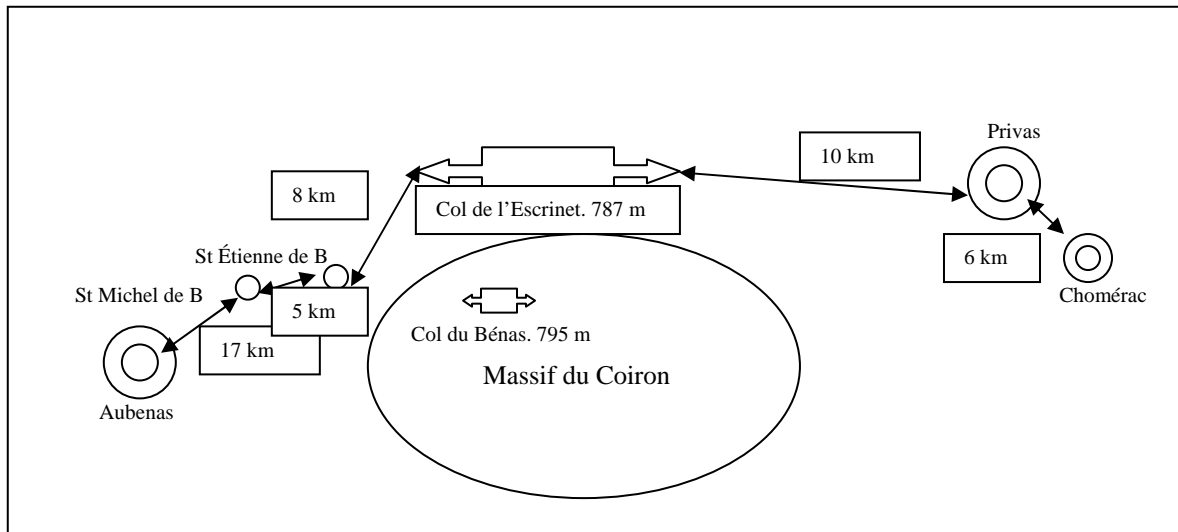 Privas
10 km
8 km
Col de l'Escrinet. 787 m
St Étienne de B
6 km
St Michel de B
Chomérac
5 km
Col du Bénas. 795 m
17 km
Massif du Coiron
Aubenas